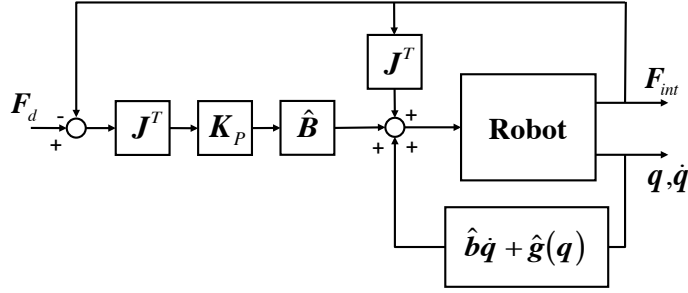 J^T
F_d
-
+
J^T
K_P
B̂
+
+
+
Robot
F_int
q,q̇
b̂q̇ + ĝ(q)